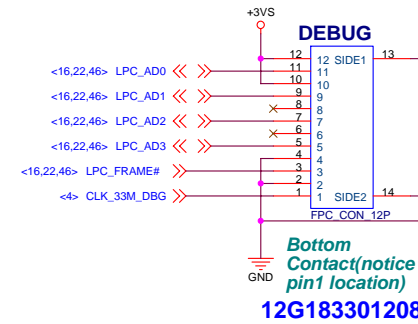 +3VS
DEBUG
12 12 SIDE1 13
<16,22,46> LPC_AD0 11 11
10 10
<16,22,46> LPC_AD1 9 9
8 8
<16,22,46> LPC_AD2 7 7
6 6
<16,22,46> LPC_AD3 5 5
4 4
<16,22,46> LPC_FRAME# 3 3
2 2
<4> CLK_33M_DBG 1 1 SIDE2 14
FPC_CON_12P
GND
Bottom
Contact(notice
pin1 location)
12G183301208